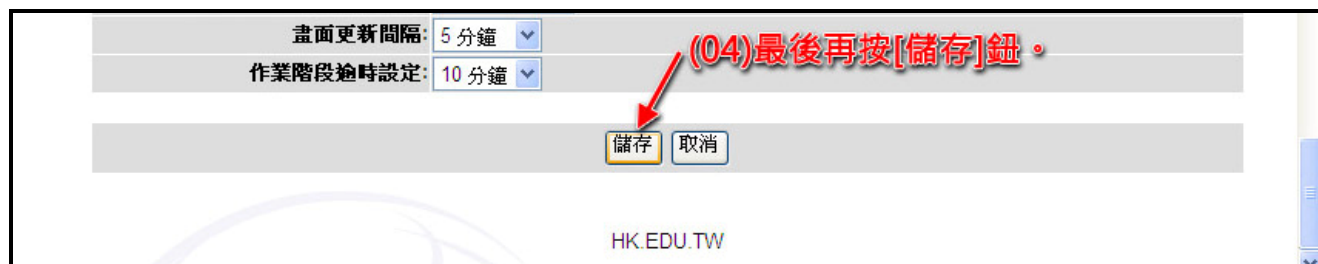 畫面更新間隔: 5 分鐘
(04)最後再按[儲存]鈕。
作業階段逾時設定: 10 分鐘
儲存 取消
HK.EDU.TW